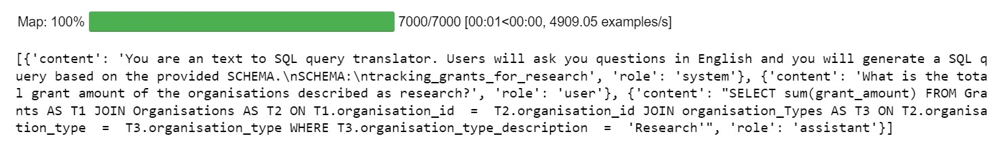 Map: 100% 7000/7000 [00:01<00:00, 4909.05 examples/s]
[{'content': 'You are an text to SQL query translator. Users will ask you questions in English and you will generate a SQL q
uery based on the provided SCHEMA.\nSCHEMA:\ntracking_grants_for_research', 'role': 'system'}, {'content': 'What is the tota
l grant amount of the organisations described as research?', 'role': 'user'}, {'content': "SELECT sum(grant_amount) FROM Gra
nts AS T1 JOIN Organisations AS T2 ON T1.organisation_id  =  T2.organisation_id JOIN organisation_Types AS T3 ON T2.organisa
tion_type  =  T3.organisation_type WHERE T3.organisation_type_description  =  'Research'", 'role': 'assistant'}]